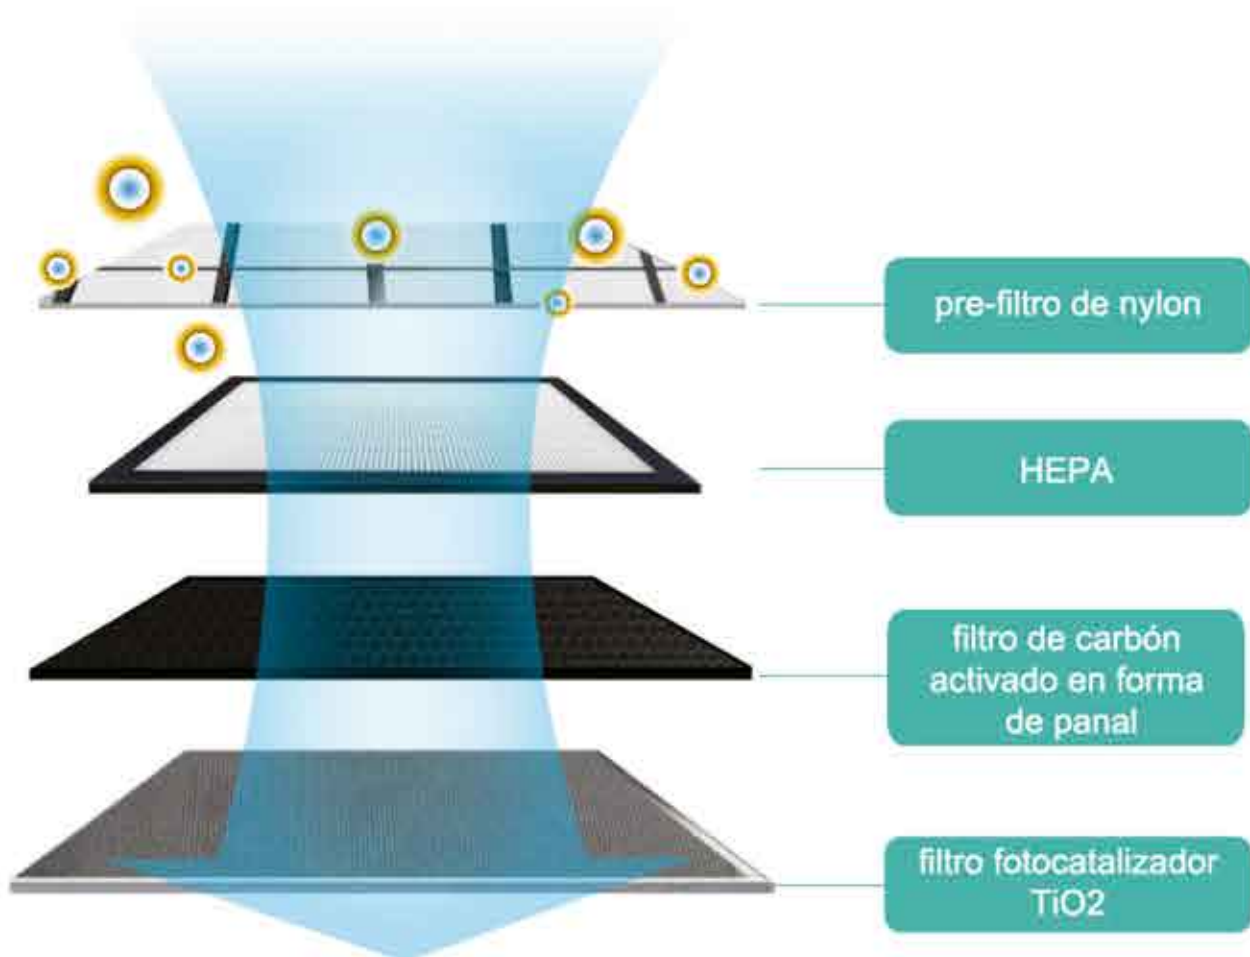 pre-filtro de nylon
HEPA
filtro de carbón
activado en forma
de panal
filtro fotocatalizador
TiO2